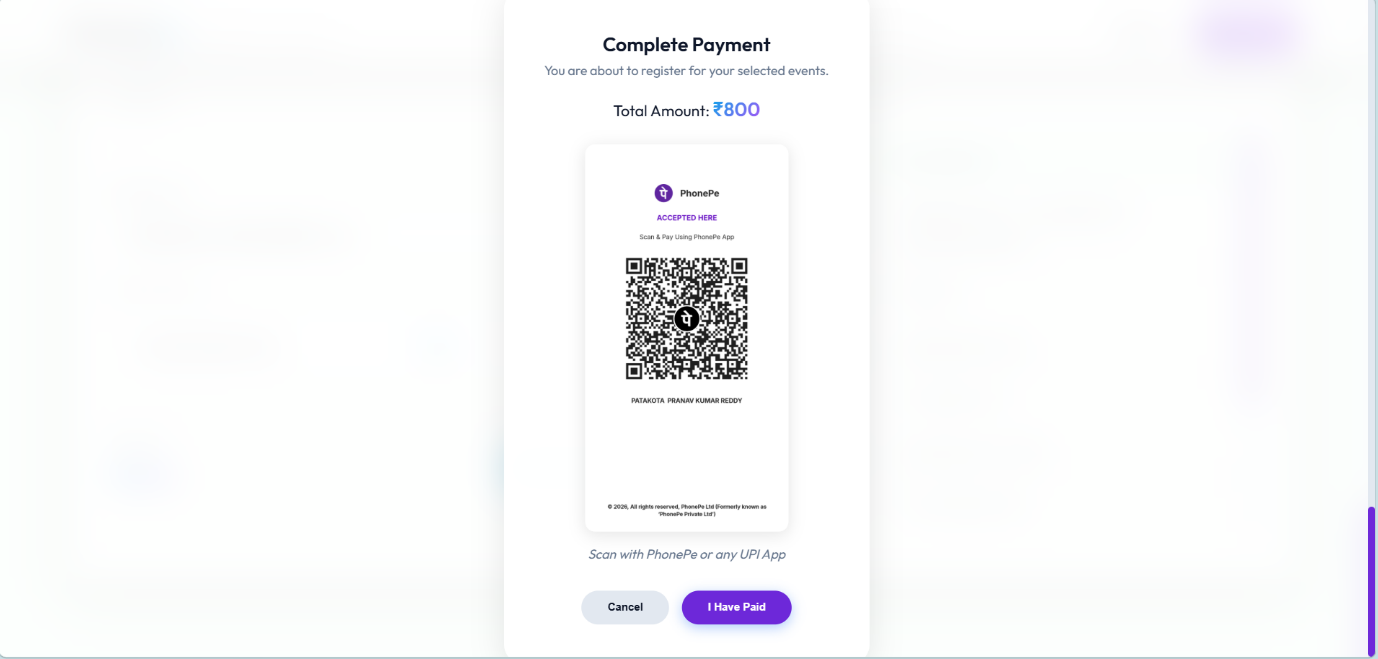 Complete Payment
You are about to register for your selected events.
Total Amount: ₹800
पे PhonePe
ACCEPTED HERE
Scan & Pay Using PhonePe App
पे
PATAKOTA PRANAV KUMAR REDDY
© 2026, All rights reserved, PhonePe Ltd (Formerly known as
'PhonePe Private Ltd')
Scan with PhonePe or any UPI App
Cancel
I Have Paid